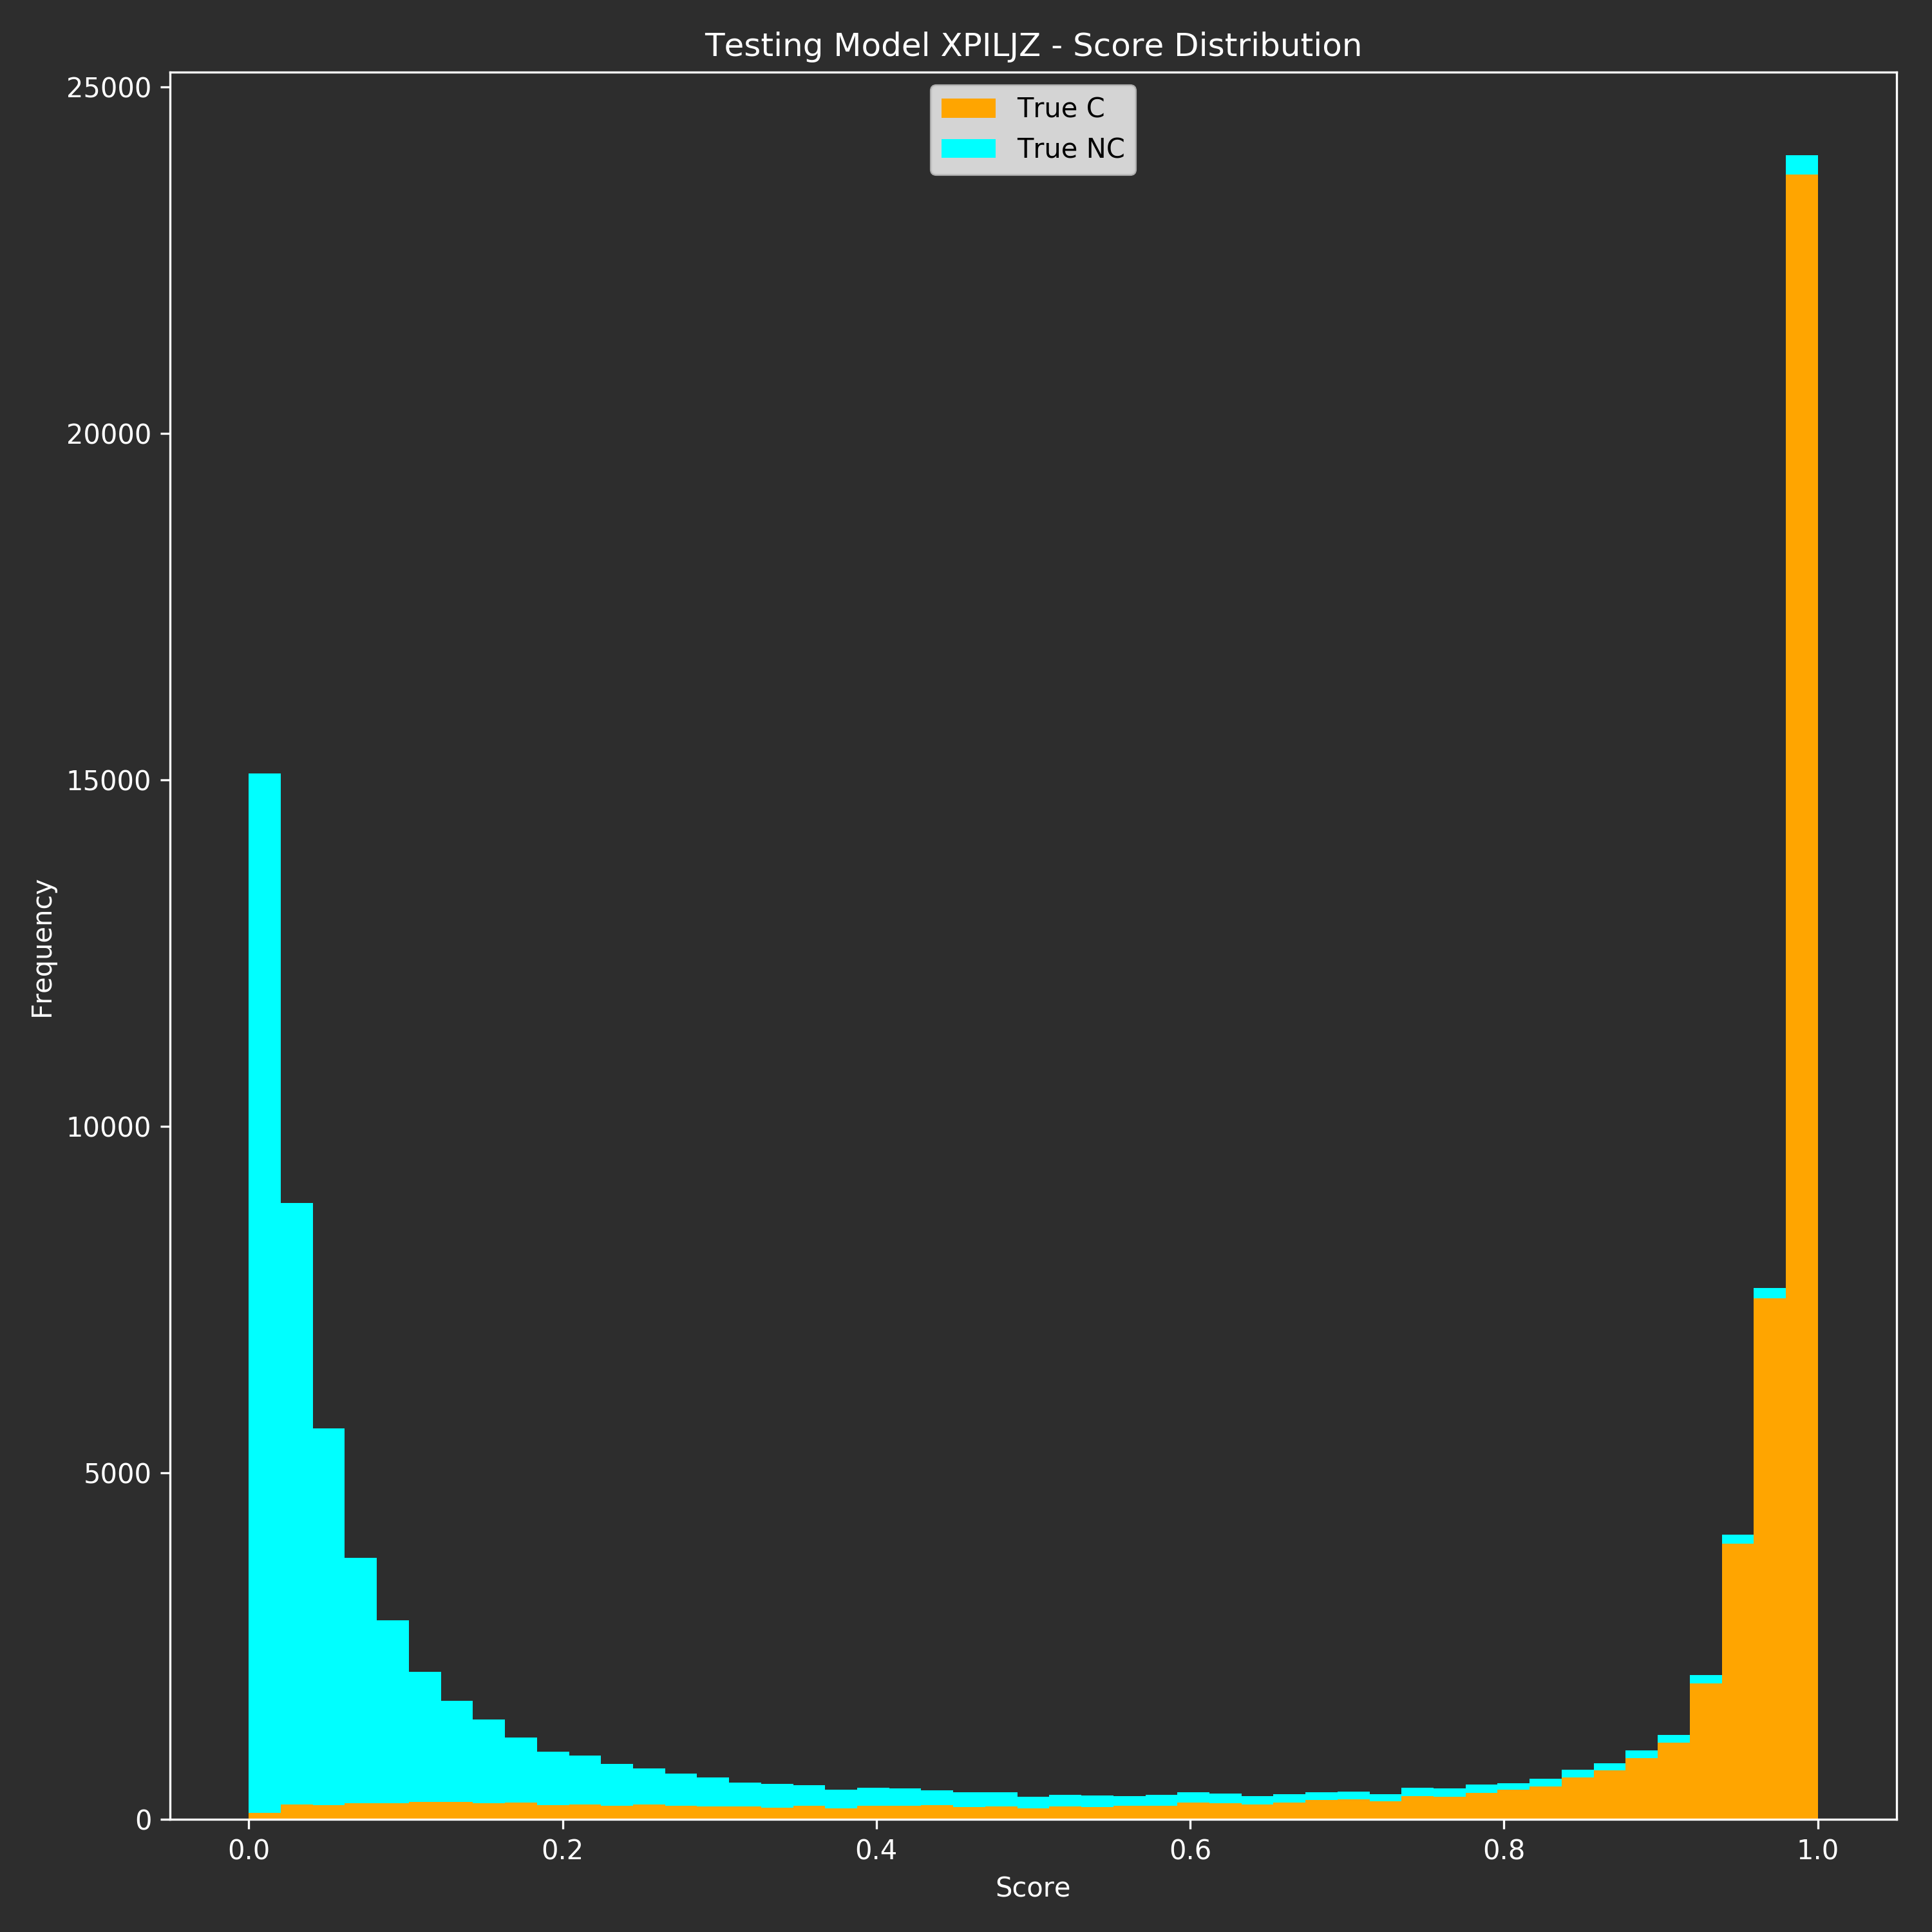 Testing Model XPILJZ - Score Distribution
True C
True NC
25000
20000
15000
10000
5000
0
Frequency
0.0 0.2 0.4 0.6 0.8 1.0
Score